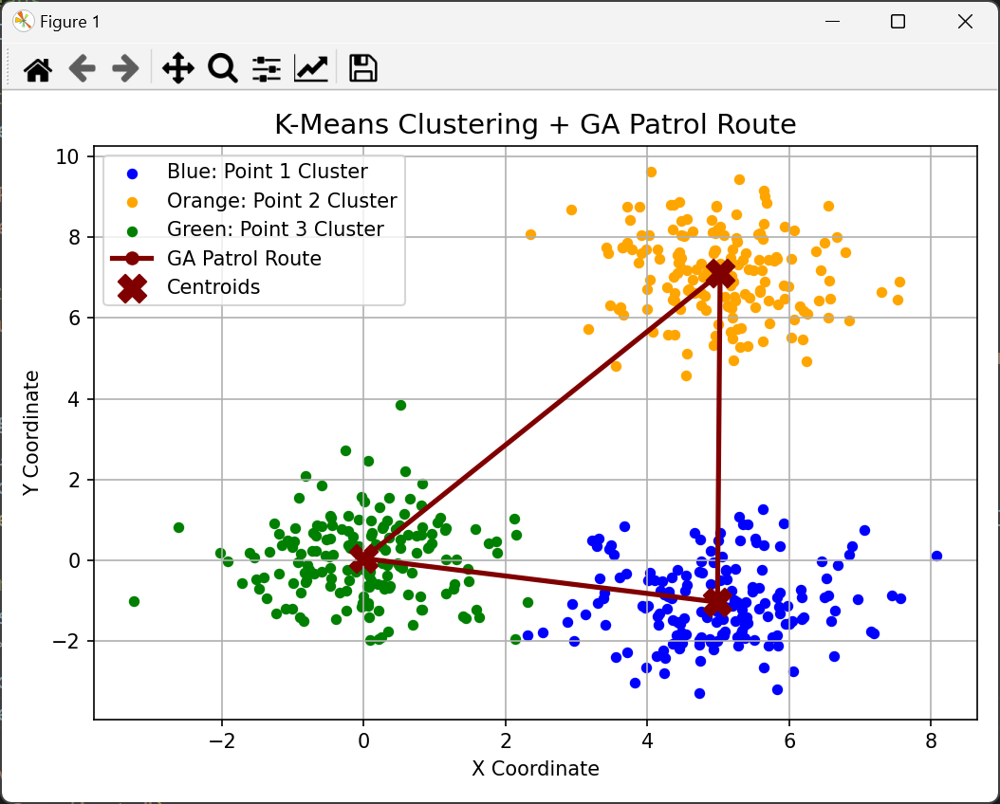 Figure 1
K-Means Clustering + GA Patrol Route
Blue: Point 1 Cluster
Orange: Point 2 Cluster
Green: Point 3 Cluster
GA Patrol Route
Centroids
10
8
6
4
2
0
−2
Y Coordinate
−2 0 2 4 6 8
X Coordinate